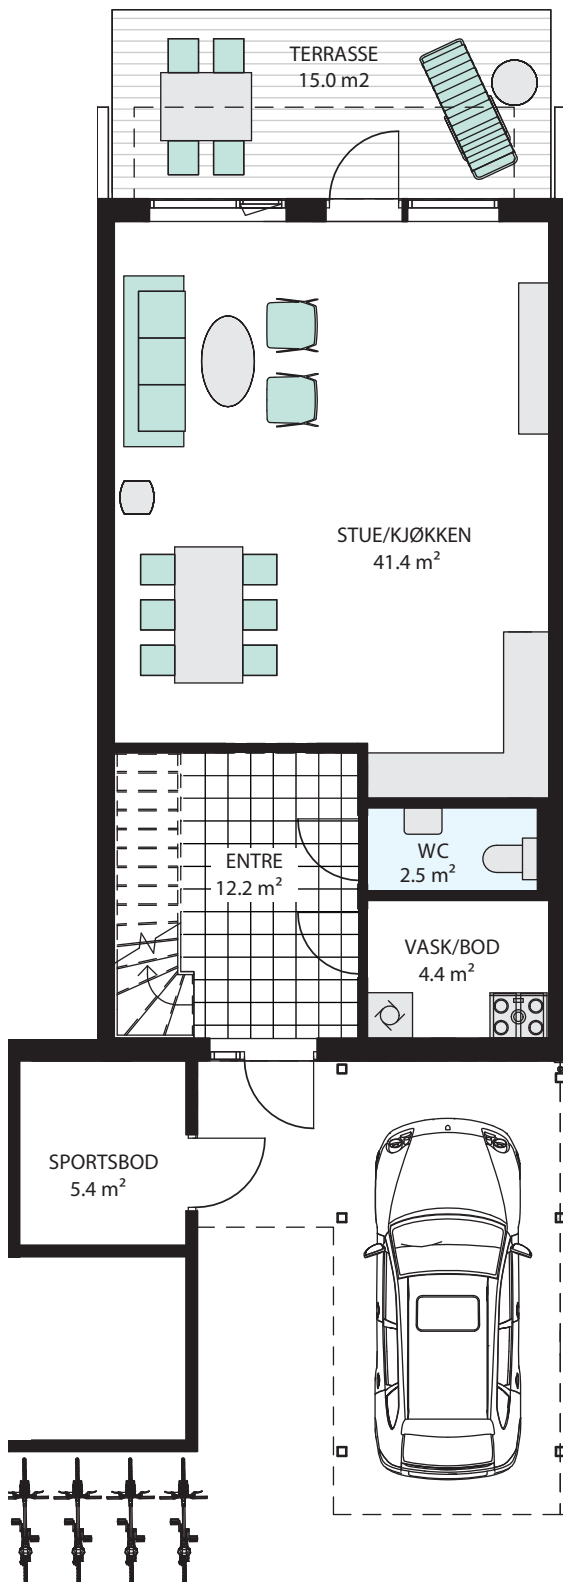 TERRASSE
15.0 m2
STUE/KJØKKEN
41.4 m²
ENTRE
12.2 m²
WC
2.5 m²
VASK/BOD
4.4 m²
SPORTSBOD
5.4 m²